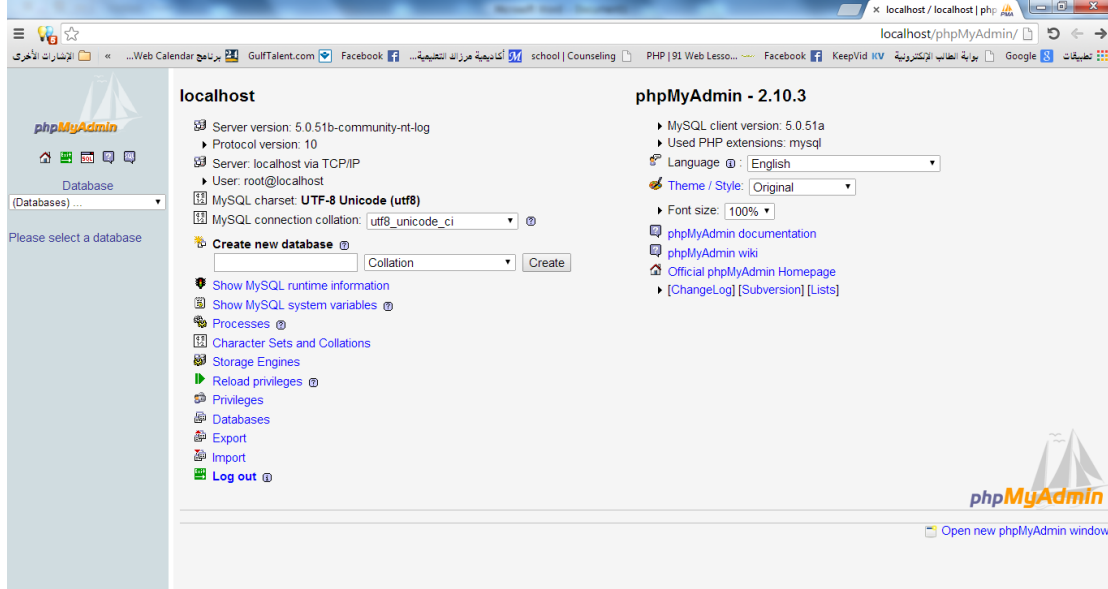 localhost / localhost | php
localhost/phpMyAdmin/
تطبيقات
Google
بوابة الطالب الإلكترونية
KeepVid
Facebook
PHP | 91 Web Lesso...
school | Counseling
أكاديمية مرزاك التعليمية...
Facebook
GulfTalent.com
برنامج Web Calendar...
»
الإشارات الأخرى
phpMyAdmin
Database
(Databases) ...
Please select a database
localhost
Server version: 5.0.51b-community-nt-log
Protocol version: 10
Server: localhost via TCP/IP
User: root@localhost
MySQL charset: UTF-8 Unicode (utf8)
MySQL connection collation: utf8_unicode_ci
Create new database
Collation Create
Show MySQL runtime information
Show MySQL system variables
Processes
Character Sets and Collations
Storage Engines
Reload privileges
Privileges
Databases
Export
Import
Log out
phpMyAdmin - 2.10.3
MySQL client version: 5.0.51a
Used PHP extensions: mysql
Language : English
Theme / Style: Original
Font size: 100%
phpMyAdmin documentation
phpMyAdmin wiki
Official phpMyAdmin Homepage
[ChangeLog] [Subversion] [Lists]
phpMyAdmin
Open new phpMyAdmin window